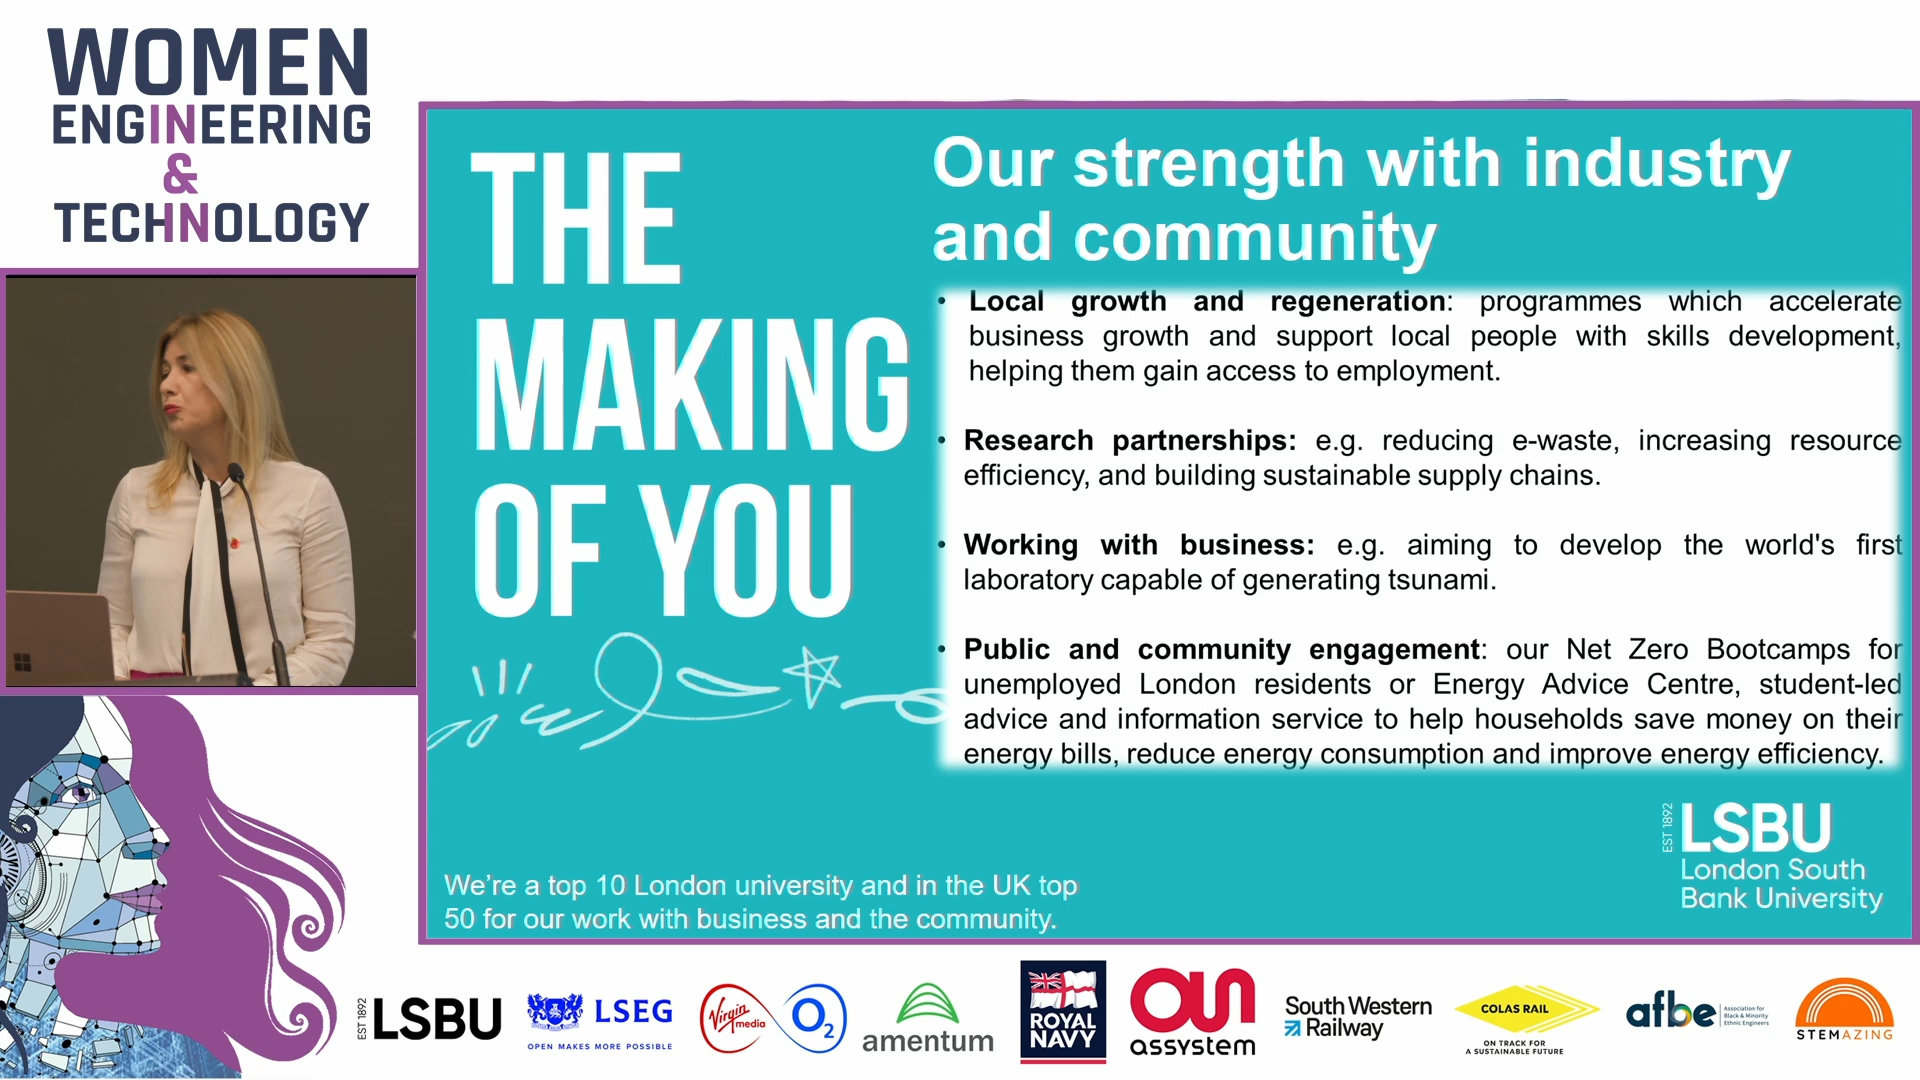 WOMEN
ENGINEERING
&
TECHNOLOGY
THE
MAKING
OF YOU
Our strength with industry
and community
• Local growth and regeneration: programmes which accelerate
business growth and support local people with skills development,
helping them gain access to employment.
• Research partnerships: e.g. reducing e-waste, increasing resource
efficiency, and building sustainable supply chains.
• Working with business: e.g. aiming to develop the world's first
laboratory capable of generating tsunami.
• Public and community engagement: our Net Zero Bootcamps for
unemployed London residents or Energy Advice Centre, student-led
advice and information service to help households save money on their
energy bills, reduce energy consumption and improve energy efficiency.
We’re a top 10 London university and in the UK top
50 for our work with business and the community.
EST 1892
LSBU
London South
Bank University
EST 1892
LSBU
LSEG
OPEN MAKES MORE POSSIBLE
Virgin
media
O2
amentum
ROYAL
NAVY
assystem
South Western
Railway
COLAS RAIL
ON TRACK FOR
A SUSTAINABLE FUTURE
afbe
Association for
Black & Minority
Ethnic Engineers
STEMAZING